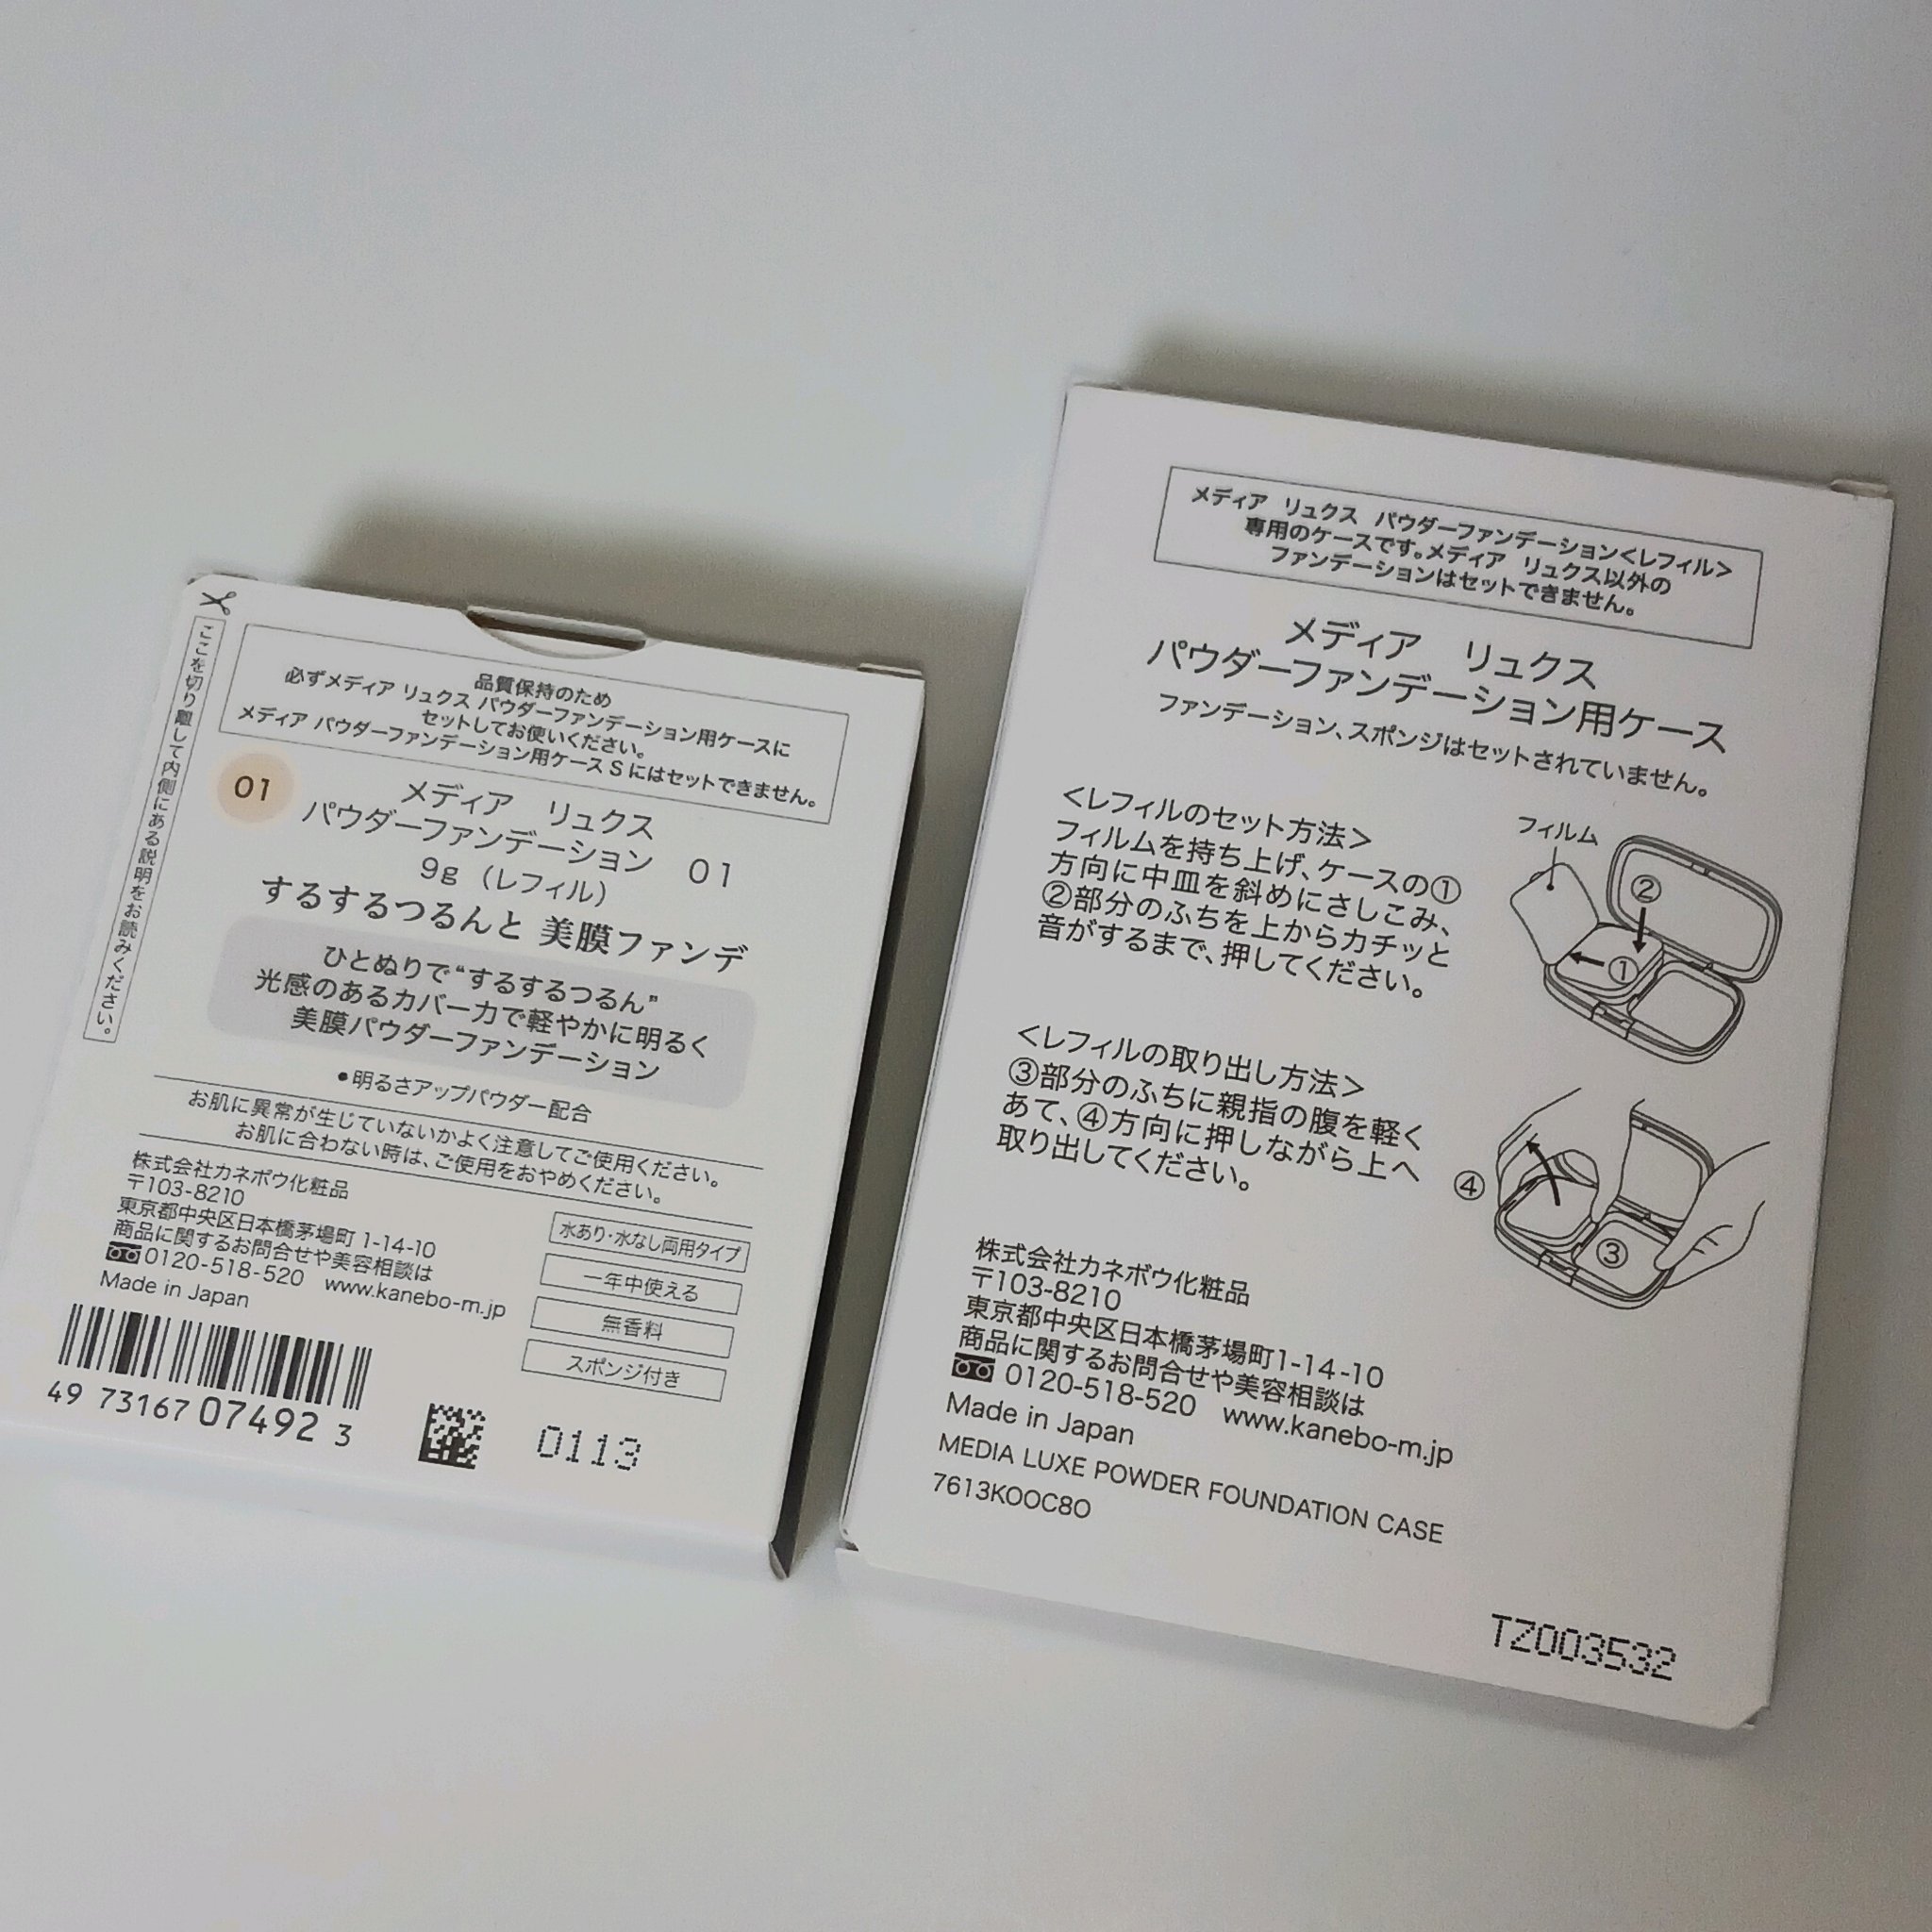 ここを切り離して内側にある説明をお読みください。
品質保持のため
必ずメディア リュクス パウダーファンデーション用ケースに
セットしてお使いください。
メディア パウダーファンデーション用ケース S にはセットできません。
01
メディア リュクス
パウダーファンデーション 01
9g(レフィル)
するするつるんと 美膜ファンデ
ひとぬりで“するするつるん”
光感のあるカバー力で軽やかに明るく
美膜パウダーファンデーション
•明るさアップパウダー配合
お肌に異常が生じていないかよく注意してご使用ください。
お肌に合わない時は、ご使用をおやめください。
株式会社カネボウ化粧品
〒103-8210
東京都中央区日本橋茅場町 1-14-10
商品に関するお問合せや美容相談は
0120-518-520 www.kanebo-m.jp
Made in Japan
水あり・水なし両用タイプ
一年中使える
無香料
スポンジ付き
49 73167 07492 3
0113
メディア リュクス パウダーファンデーション<レフィル>
専用のケースです。メディア リュクス以外の
ファンデーションはセットできません。
メディア リュクス
パウダーファンデーション用ケース
ファンデーション、スポンジはセットされていません。
<レフィルのセット方法>
フィルムを持ち上げ、ケースの①
方向に中皿を斜めにさしこみ、
②部分のふちを上からカチッと
音がするまで、押してください。
フィルム
②
①
<レフィルの取り出し方法>
③部分のふちに親指の腹を軽く
あて、④方向に押しながら上へ
取り出してください。
④
③
株式会社カネボウ化粧品
〒103-8210
東京都中央区日本橋茅場町1-14-10
商品に関するお問合せや美容相談は
0120-518-520 www.kanebo-m.jp
Made in Japan
MEDIA LUXE POWDER FOUNDATION CASE
7613KOOC80
TZ003532